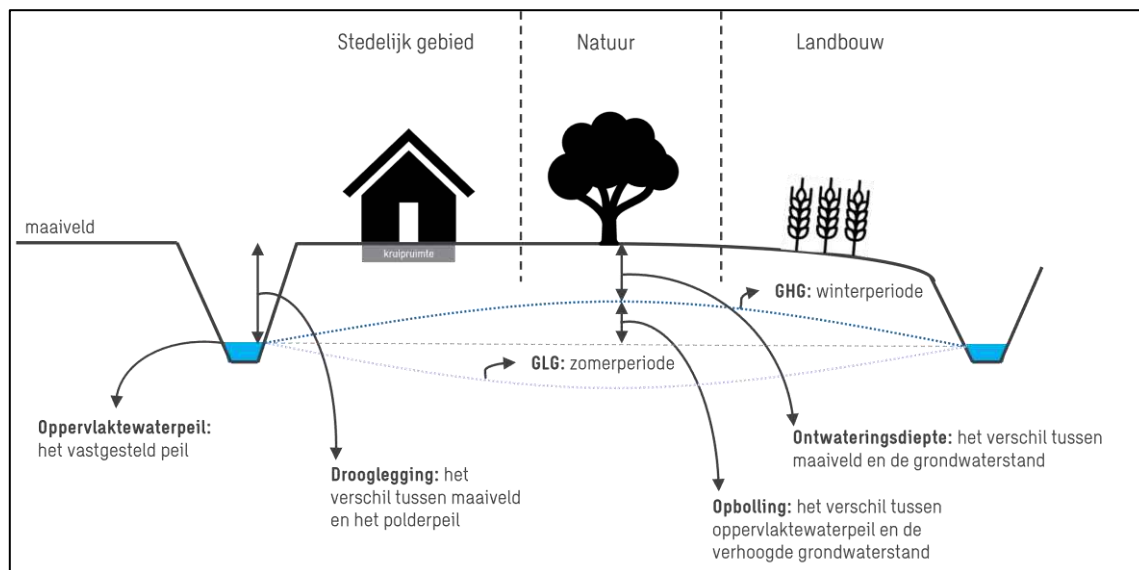 Stedelijk gebied
Natuur
Landbouw
maaiveld
kruipruimte
GHG: winterperiode
GLG: zomerperiode
Oppervlaktewaterpeil:
het vastgesteld peil
Drooglegging: het
verschil tussen maaiveld
en het polderpeil
Ontwateringsdiepte: het verschil tussen
maaiveld en de grondwaterstand
Opbolling: het verschil tussen
oppervlaktewaterpeil en de
verhoogde grondwaterstand